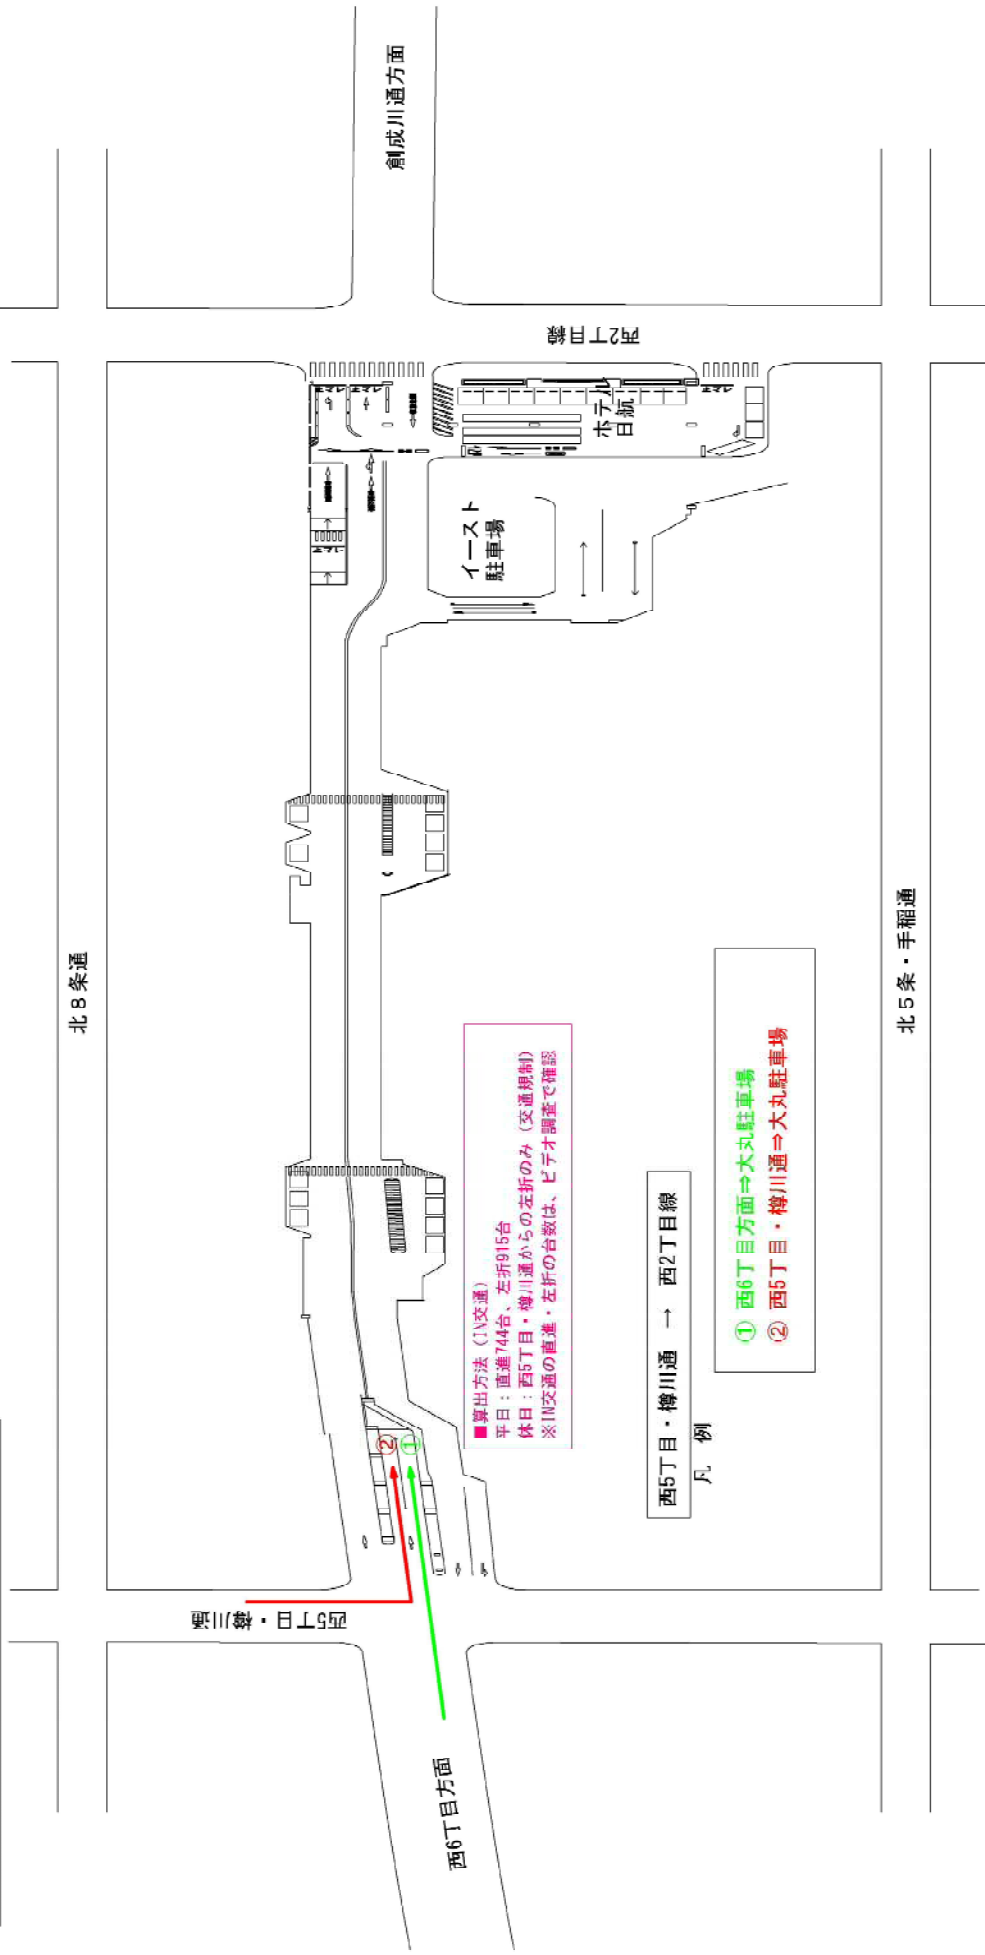 北8条通
創成川通方面
西2丁目線
ホテル
日航
イースト
駐車場
西5丁目・樽川通
西6丁目方面
②
①
■算出方法（IN交通）
平日：直進744台、左折915台
休日：西5丁目・樽川通からの左折のみ（交通規制）
※IN交通の直進・左折の台数は、ビデオ調査で確認
西5丁目・樽川通　→　西2丁目線
凡　例
① 西6丁目方面⇒大丸駐車場
② 西5丁目・樽川通⇒大丸駐車場
北5条・手稲通